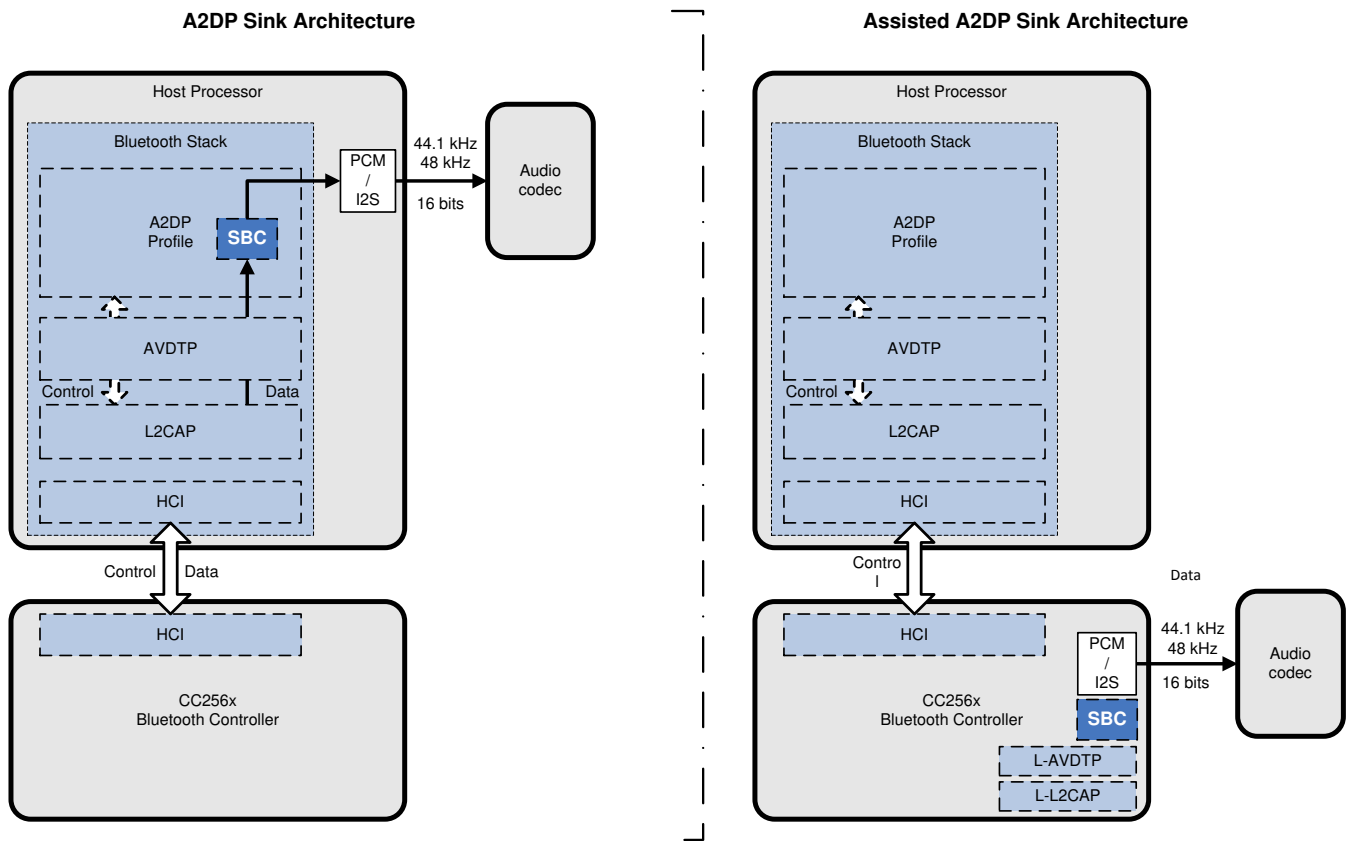 A2DP Sink Architecture
Host Processor
Bluetooth Stack
A2DP
Profile
SBC
PCM
/
I2S
44.1 kHz
48 kHz
16 bits
Audio
codec
AVDTP
Control
Data
L2CAP
HCI
Control
Data
HCI
CC256x
Bluetooth Controller
Assisted A2DP Sink Architecture
Host Processor
Bluetooth Stack
A2DP
Profile
AVDTP
Control
L2CAP
HCI
Contro
l
Data
HCI
PCM
/
I2S
44.1 kHz
48 kHz
16 bits
Audio
codec
CC256x
Bluetooth Controller
SBC
L-AVDTP
L-L2CAP